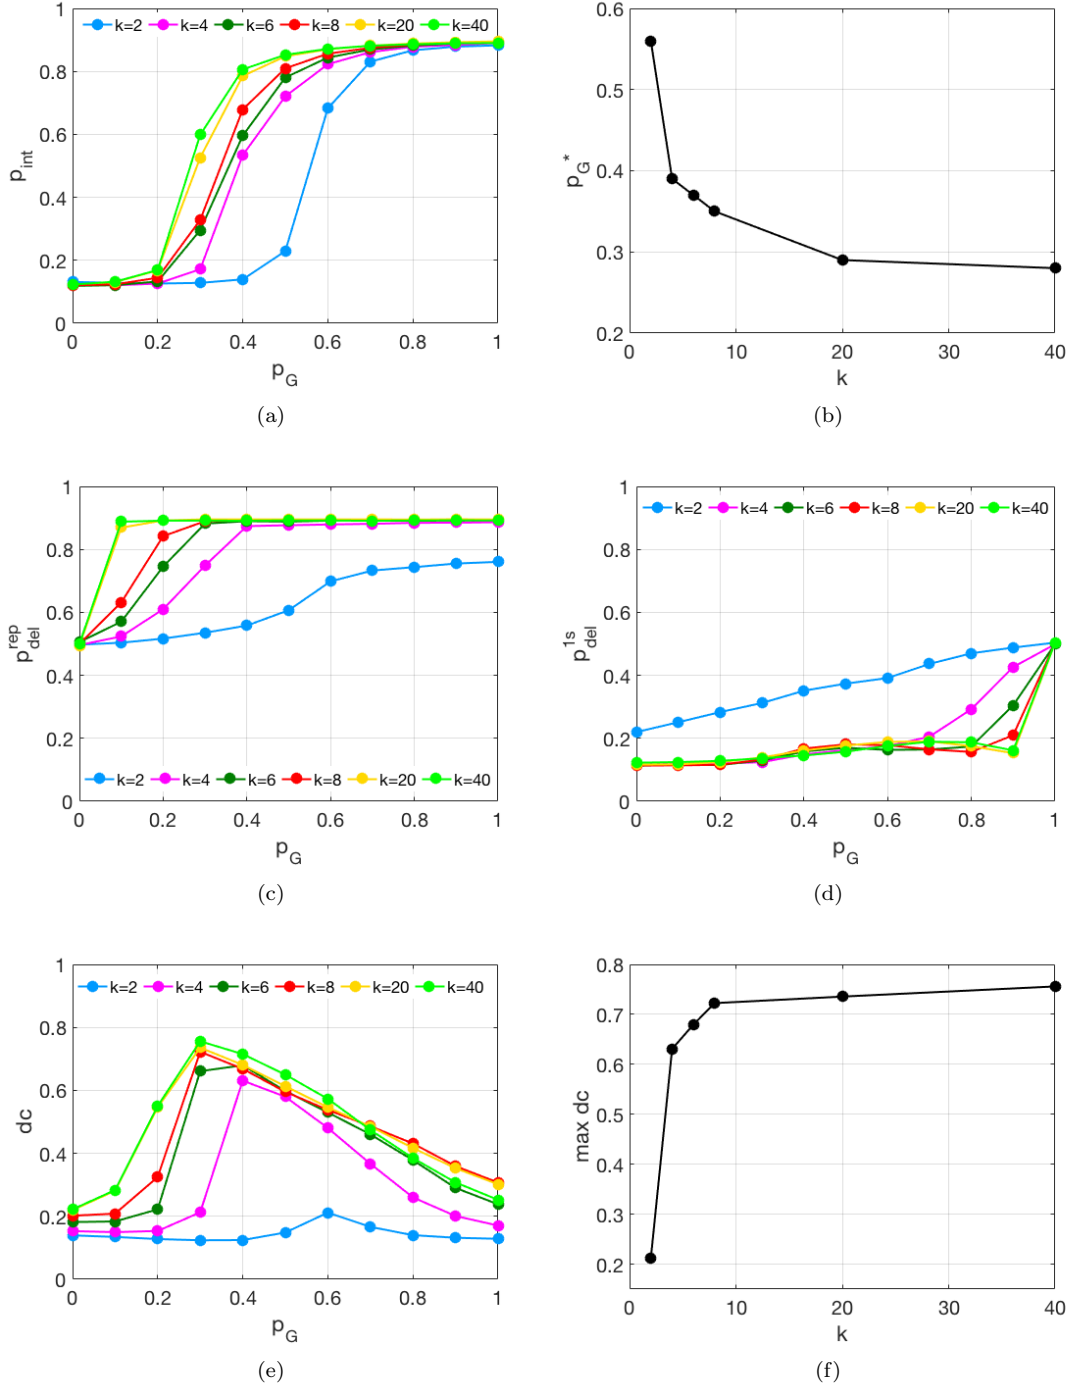 k=2 k=4 k=6 k=8 k=20 k=40
1
0.8
0.6
0.4
0.2
0
p_int
0 0.2 0.4 0.6 0.8 1
p_G
(a)
0.6
0.5
0.4
0.3
0.2
p_G*
0 10 20 30 40
k
(b)
1
0.8
0.6
0.4
0.2
0
p_del^rep
k=2 k=4 k=6 k=8 k=20 k=40
0 0.2 0.4 0.6 0.8 1
p_G
(c)
k=2 k=4 k=6 k=8 k=20 k=40
1
0.8
0.6
0.4
0.2
0
p_del^1s
0 0.2 0.4 0.6 0.8 1
p_G
(d)
k=2 k=4 k=6 k=8 k=20 k=40
1
0.8
0.6
0.4
0.2
0
dc
0 0.2 0.4 0.6 0.8 1
p_G
(e)
0.8
0.7
0.6
0.5
0.4
0.3
0.2
max dc
0 10 20 30 40
k
(f)